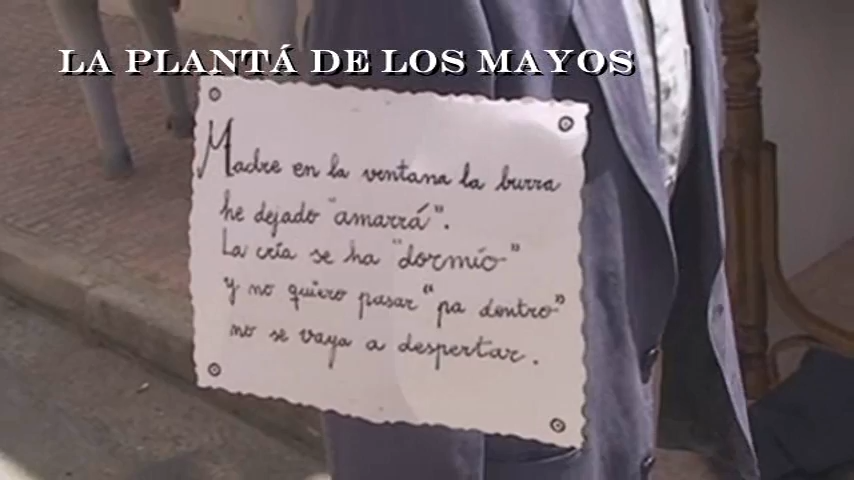 LA PLANTÁ DE LOS MAYOS
Madre en la ventana la burra
he dejado "amarrá".
La cría se ha "dormío"
y no quiero pasar "pa dentro"
no se vaya a despertar.